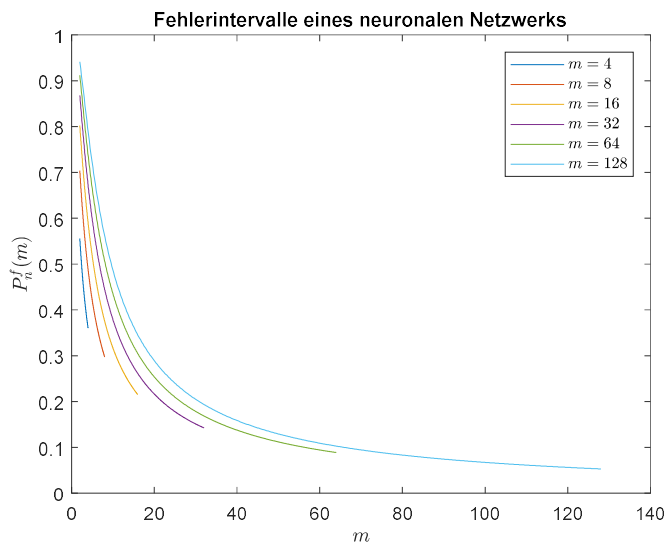 Fehlerintervalle eines neuronalen Netzwerks
1
0.9
0.8
0.7
0.6
0.5
0.4
0.3
0.2
0.1
0
P_n^f(m)
m = 4
m = 8
m = 16
m = 32
m = 64
m = 128
0 20 40 60 80 100 120 140
m